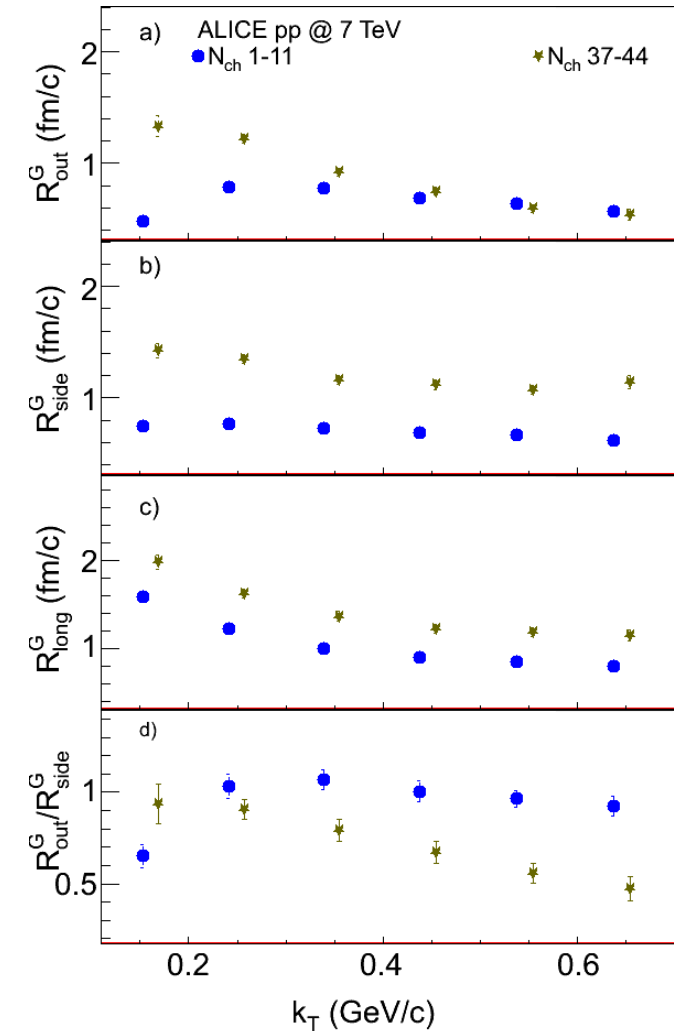 a) ALICE pp @ 7 TeV
N_ch 1-11 N_ch 37-44
2
1
R^G_out (fm/c)
b)
2
1
R^G_side (fm/c)
c)
2
1
R^G_long (fm/c)
d)
1
0.5
R^G_out/R^G_side
0.2 0.4 0.6
k_T (GeV/c)